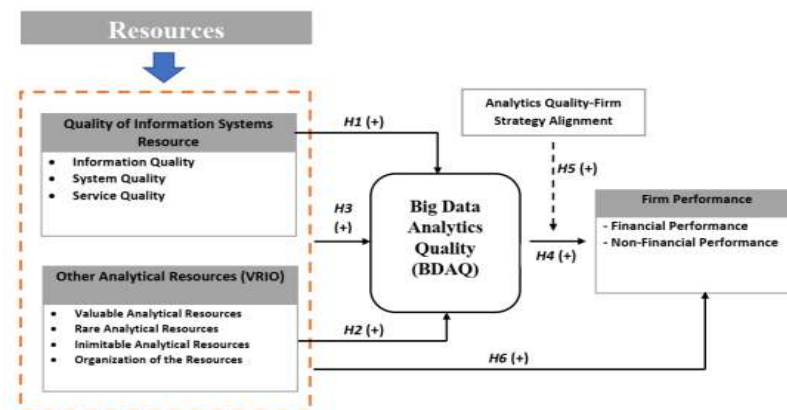 Resources
Quality of Information Systems
Resource
• Information Quality
• System Quality
• Service Quality
Other Analytical Resources (VRIO)
• Valuable Analytical Resources
• Rare Analytical Resources
• Inimitable Analytical Resources
• Organization of the Resources
H1 (+)
H3
(+)
H2 (+)
Big Data
Analytics
Quality
(BDAQ)
Analytics Quality-Firm
Strategy Alignment
H5 (+)
H4 (+)
H6 (+)
Firm Performance
- Financial Performance
- Non-Financial Performance